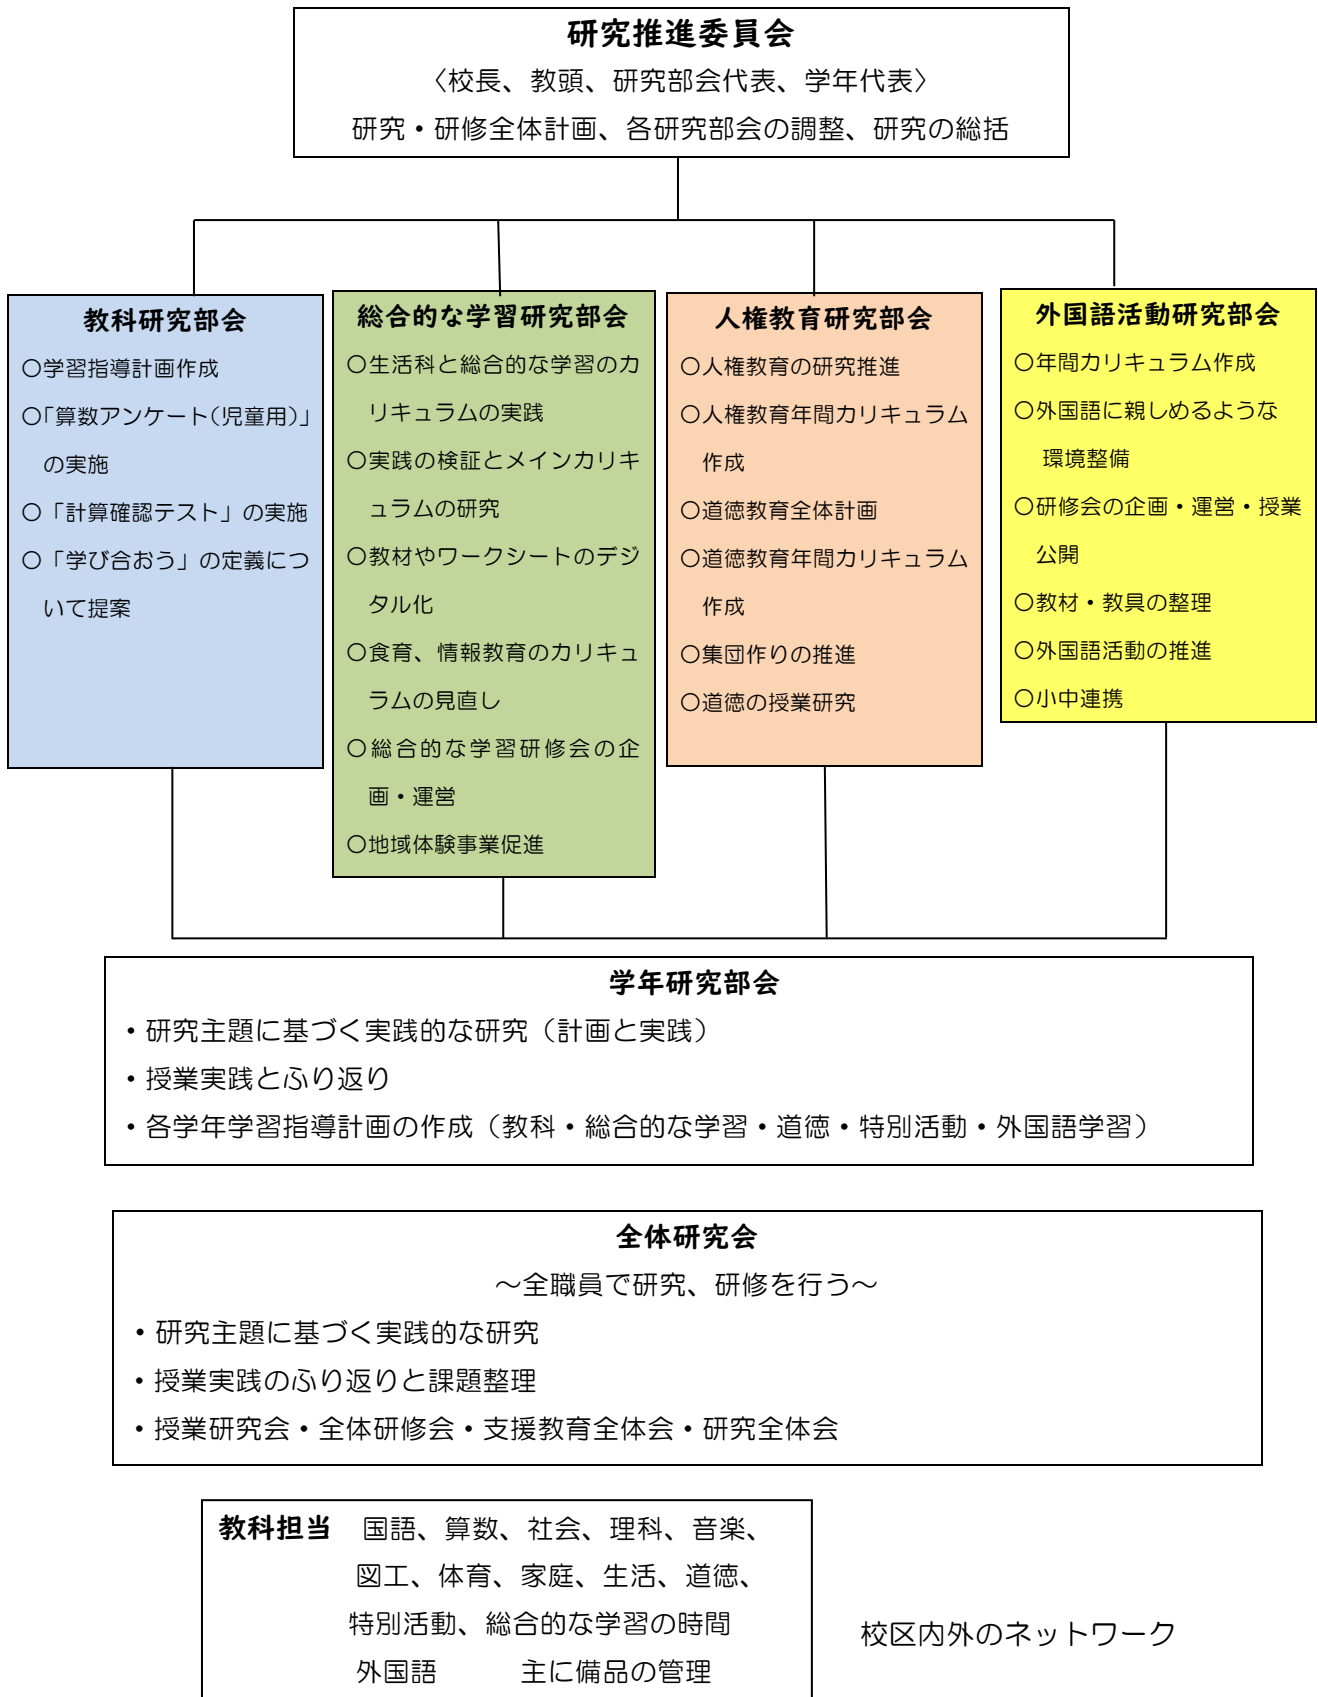 研究推進委員会
〈校長、教頭、研究部会代表、学年代表〉
研究・研修全体計画、各研究部会の調整、研究の総括
教科研究部会
〇学習指導計画作成
〇「算数アンケート(児童用)」
の実施
〇「計算確認テスト」の実施
〇「学び合おう」の定義につ
いて提案
総合的な学習研究部会
〇生活科と総合的な学習のカ
リキュラムの実践
〇実践の検証とメインカリキ
ュラムの研究
〇教材やワークシートのデジ
タル化
〇食育、情報教育のカリキュ
ラムの見直し
〇総合的な学習研修会の企
画・運営
〇地域体験事業促進
人権教育研究部会
〇人権教育の研究推進
〇人権教育年間カリキュラム
作成
〇道徳教育全体計画
〇道徳教育年間カリキュラム
作成
〇集団作りの推進
〇道徳の授業研究
外国語活動研究部会
〇年間カリキュラム作成
〇外国語に親しめるような
環境整備
〇研修会の企画・運営・授業
公開
〇教材・教具の整理
〇外国語活動の推進
〇小中連携
学年研究部会
・研究主題に基づく実践的な研究（計画と実践）
・授業実践とふり返り
・各学年学習指導計画の作成（教科・総合的な学習・道徳・特別活動・外国語学習）
全体研究会
～全職員で研究、研修を行う～
・研究主題に基づく実践的な研究
・授業実践のふり返りと課題整理
・授業研究会・全体研修会・支援教育全体会・研究全体会
教科担当　国語、算数、社会、理科、音楽、
図工、体育、家庭、生活、道徳、
特別活動、総合的な学習の時間
外国語　　　主に備品の管理
校区内外のネットワーク